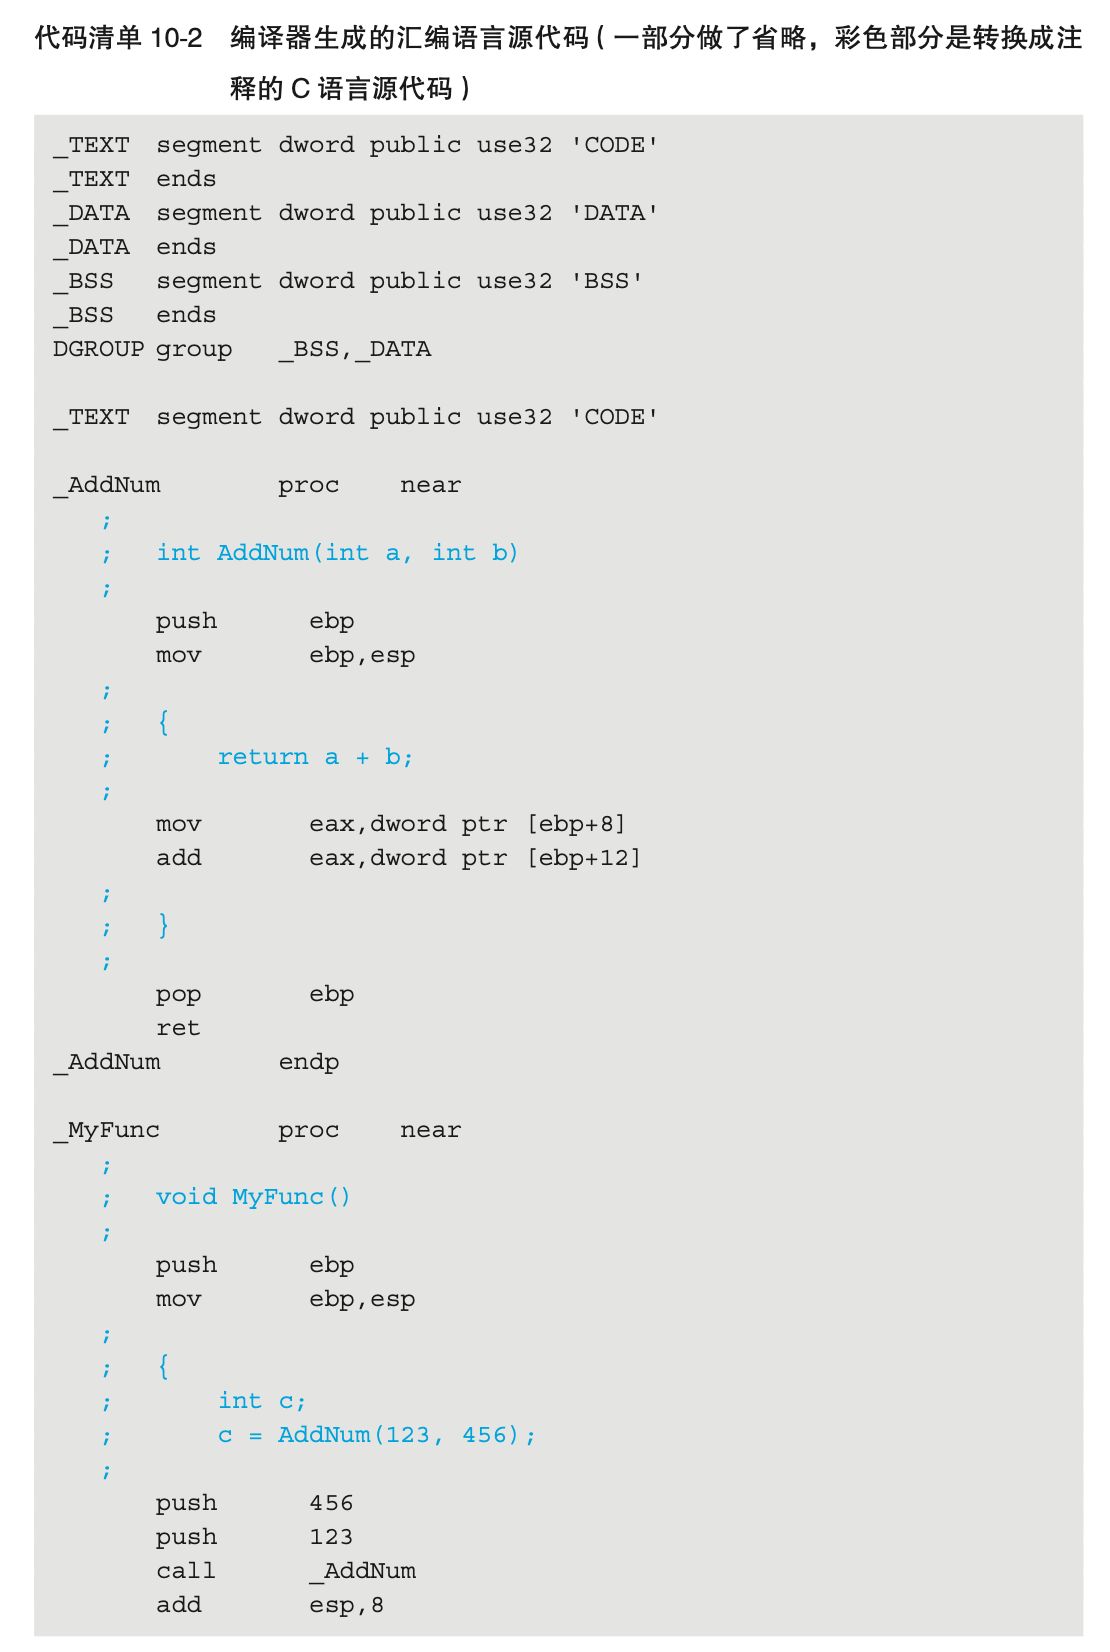 代码清单 10-2 编译器生成的汇编语言源代码（一部分做了省略，彩色部分是转换成注
释的 C 语言源代码）
_TEXT segment dword public use32 'CODE'
_TEXT ends
_DATA segment dword public use32 'DATA'
_DATA ends
_BSS segment dword public use32 'BSS'
_BSS ends
DGROUP group _BSS,_DATA
_TEXT segment dword public use32 'CODE'
_AddNum proc near
;
; int AddNum(int a, int b)
;
push ebp
mov ebp,esp
;
; {
; return a + b;
;
mov eax,dword ptr [ebp+8]
add eax,dword ptr [ebp+12]
;
; }
;
pop ebp
ret
_AddNum endp
_MyFunc proc near
;
; void MyFunc()
;
push ebp
mov ebp,esp
;
; {
; int c;
; c = AddNum(123, 456);
;
push 456
push 123
call _AddNum
add esp,8